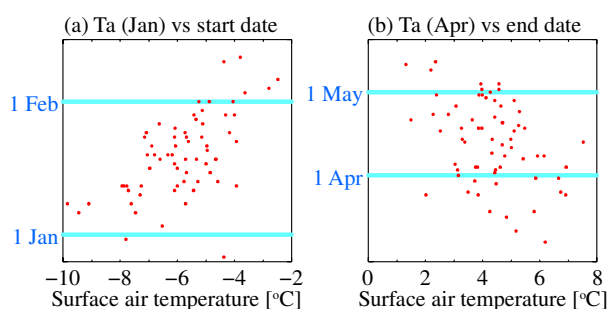 (a) Ta (Jan) vs start date
1 Feb
1 Jan
−10 −8 −6 −4 −2
Surface air temperature [°C]
(b) Ta (Apr) vs end date
1 May
1 Apr
0 2 4 6 8
Surface air temperature [°C]